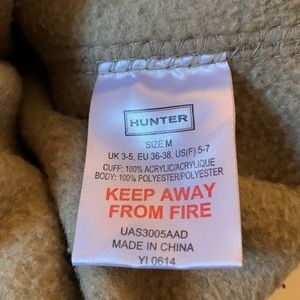 HUNTER
SIZE M
UK 3-5, EU 36-38, US(F) 5-7
CUFF: 100% ACRYLIC/ACRYLIQUE
BODY: 100% POLYESTER/POLYESTER
KEEP AWAY
FROM FIRE
UAS3005AAD
MADE IN CHINA
YI 0614